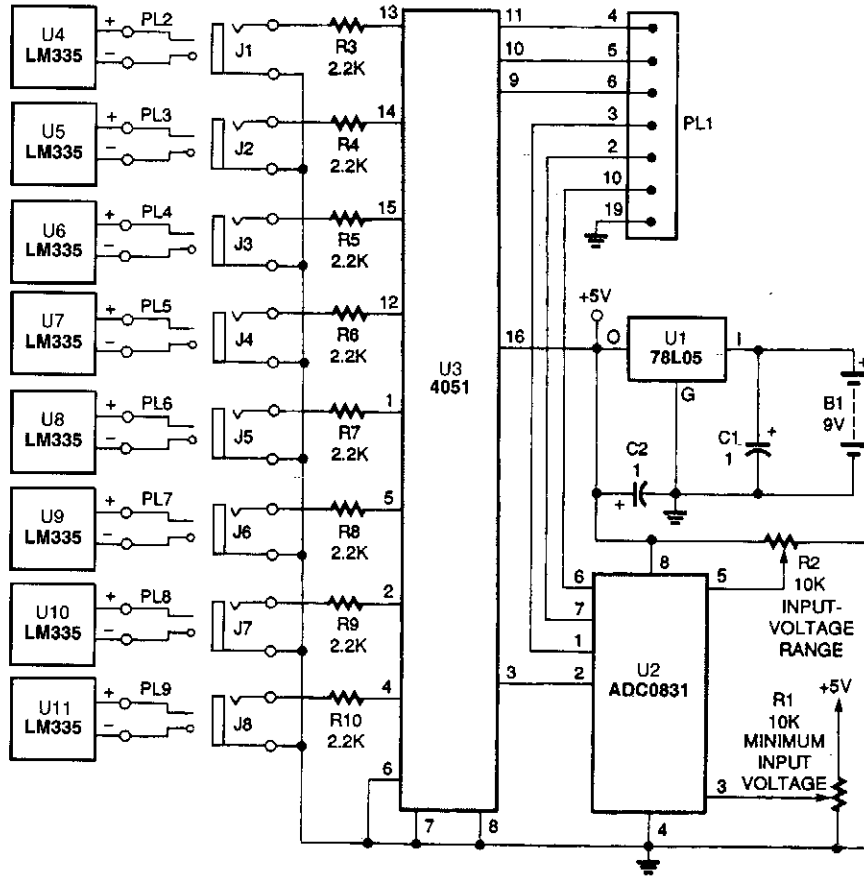 U4
LM335
+ PL2
−
J1
R3
2.2K
13
U5
LM335
+ PL3
−
J2
R4
2.2K
14
U6
LM335
+ PL4
−
J3
R5
2.2K
15
U7
LM335
+ PL5
−
J4
R6
2.2K
12
U8
LM335
+ PL6
−
J5
R7
2.2K
1
U9
LM335
+ PL7
−
J6
R8
2.2K
5
U10
LM335
+ PL8
−
J7
R9
2.2K
2
U11
LM335
+ PL9
−
J8
R10
2.2K
4
6
7
8
U3
4051
11
10
9
16
3
4
5
6
3
2
10
19
PL1
+5V
O
U1
78L05
I
G
C2
1
+
C1
1
+
+
B1
9V
8
6
7
1
2
5
3
4
U2
ADC0831
R2
10K
INPUT-
VOLTAGE
RANGE
R1
10K
MINIMUM
INPUT
VOLTAGE
+5V